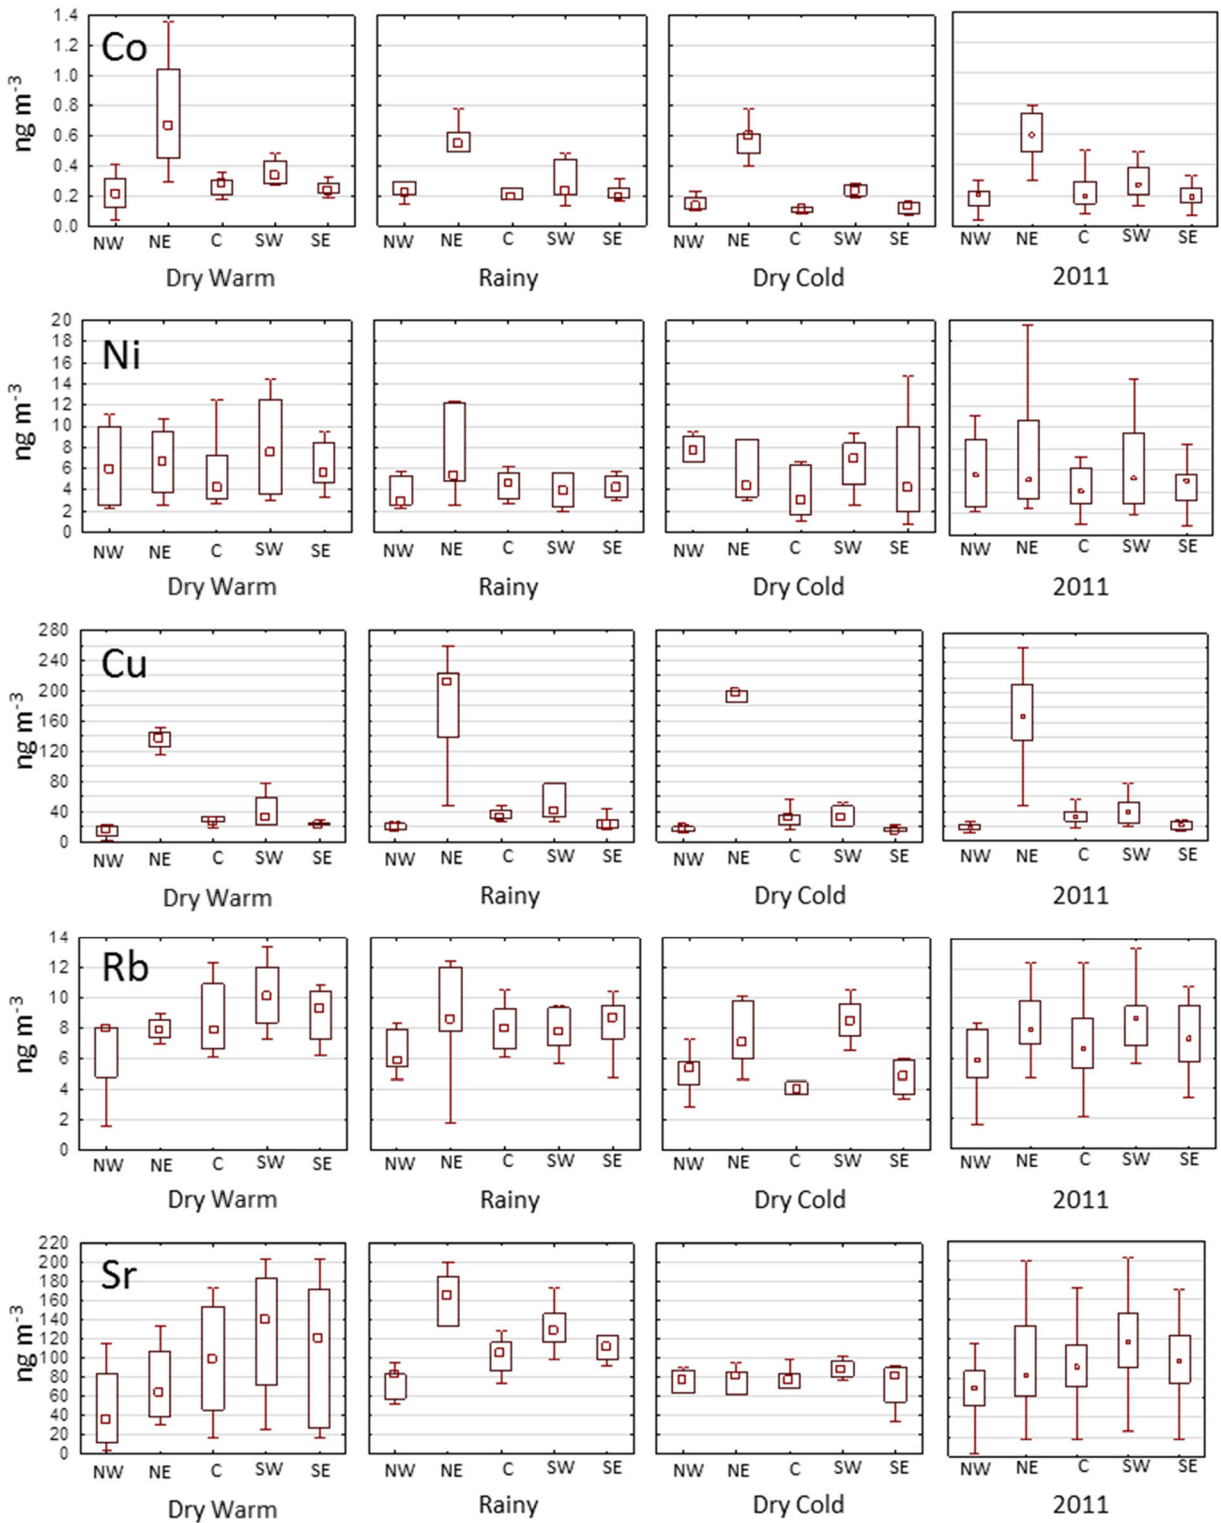 Co
ng m-3
1.4
1.2
1.0
0.8
0.6
0.4
0.2
0.0
NW NE C SW SE
NW NE C SW SE
NW NE C SW SE
NW NE C SW SE
Dry Warm
Rainy
Dry Cold
2011
Ni
ng m-3
20
18
16
14
12
10
8
6
4
2
0
NW NE C SW SE
NW NE C SW SE
NW NE C SW SE
NW NE C SW SE
Dry Warm
Rainy
Dry Cold
2011
Cu
ng m-3
280
240
200
160
120
80
40
0
NW NE C SW SE
NW NE C SW SE
NW NE C SW SE
NW NE C SW SE
Dry Warm
Rainy
Dry Cold
2011
Rb
ng m-3
14
12
10
8
6
4
2
0
NW NE C SW SE
NW NE C SW SE
NW NE C SW SE
NW NE C SW SE
Dry Warm
Rainy
Dry Cold
2011
Sr
ng m-3
220
200
180
160
140
120
100
80
60
40
20
0
NW NE C SW SE
NW NE C SW SE
NW NE C SW SE
NW NE C SW SE
Dry Warm
Rainy
Dry Cold
2011